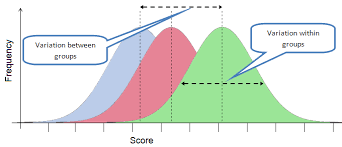 Variation between
groups
Variation within
groups
Frequency
Score